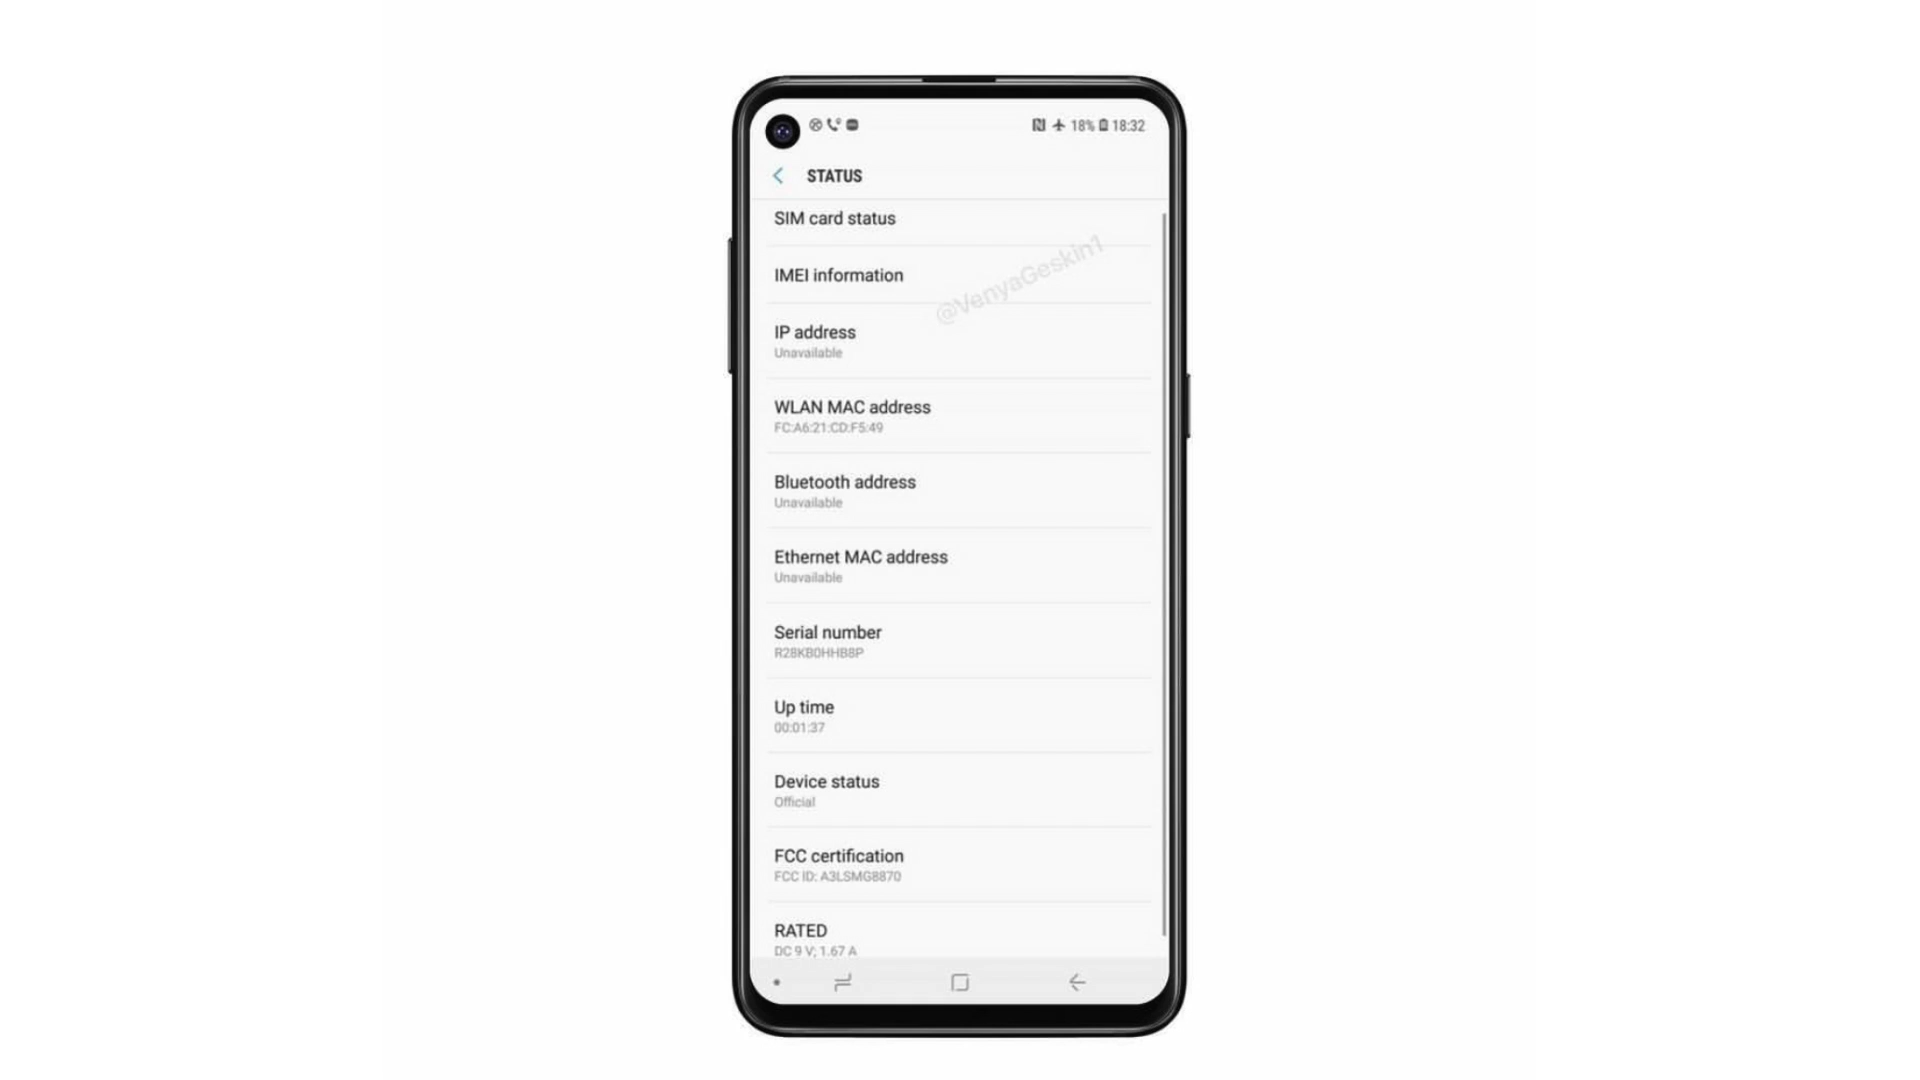 18% 18:32
STATUS
SIM card status
@VenyaGeskin1
IMEI information
IP address
Unavailable
WLAN MAC address
FC:A6:21:CD:F5:49
Bluetooth address
Unavailable
Ethernet MAC address
Unavailable
Serial number
R28KB0HHB8P
Up time
00:01:37
Device status
Official
FCC certification
FCC ID: A3LSMG8870
RATED
DC 9 V; 1.67 A